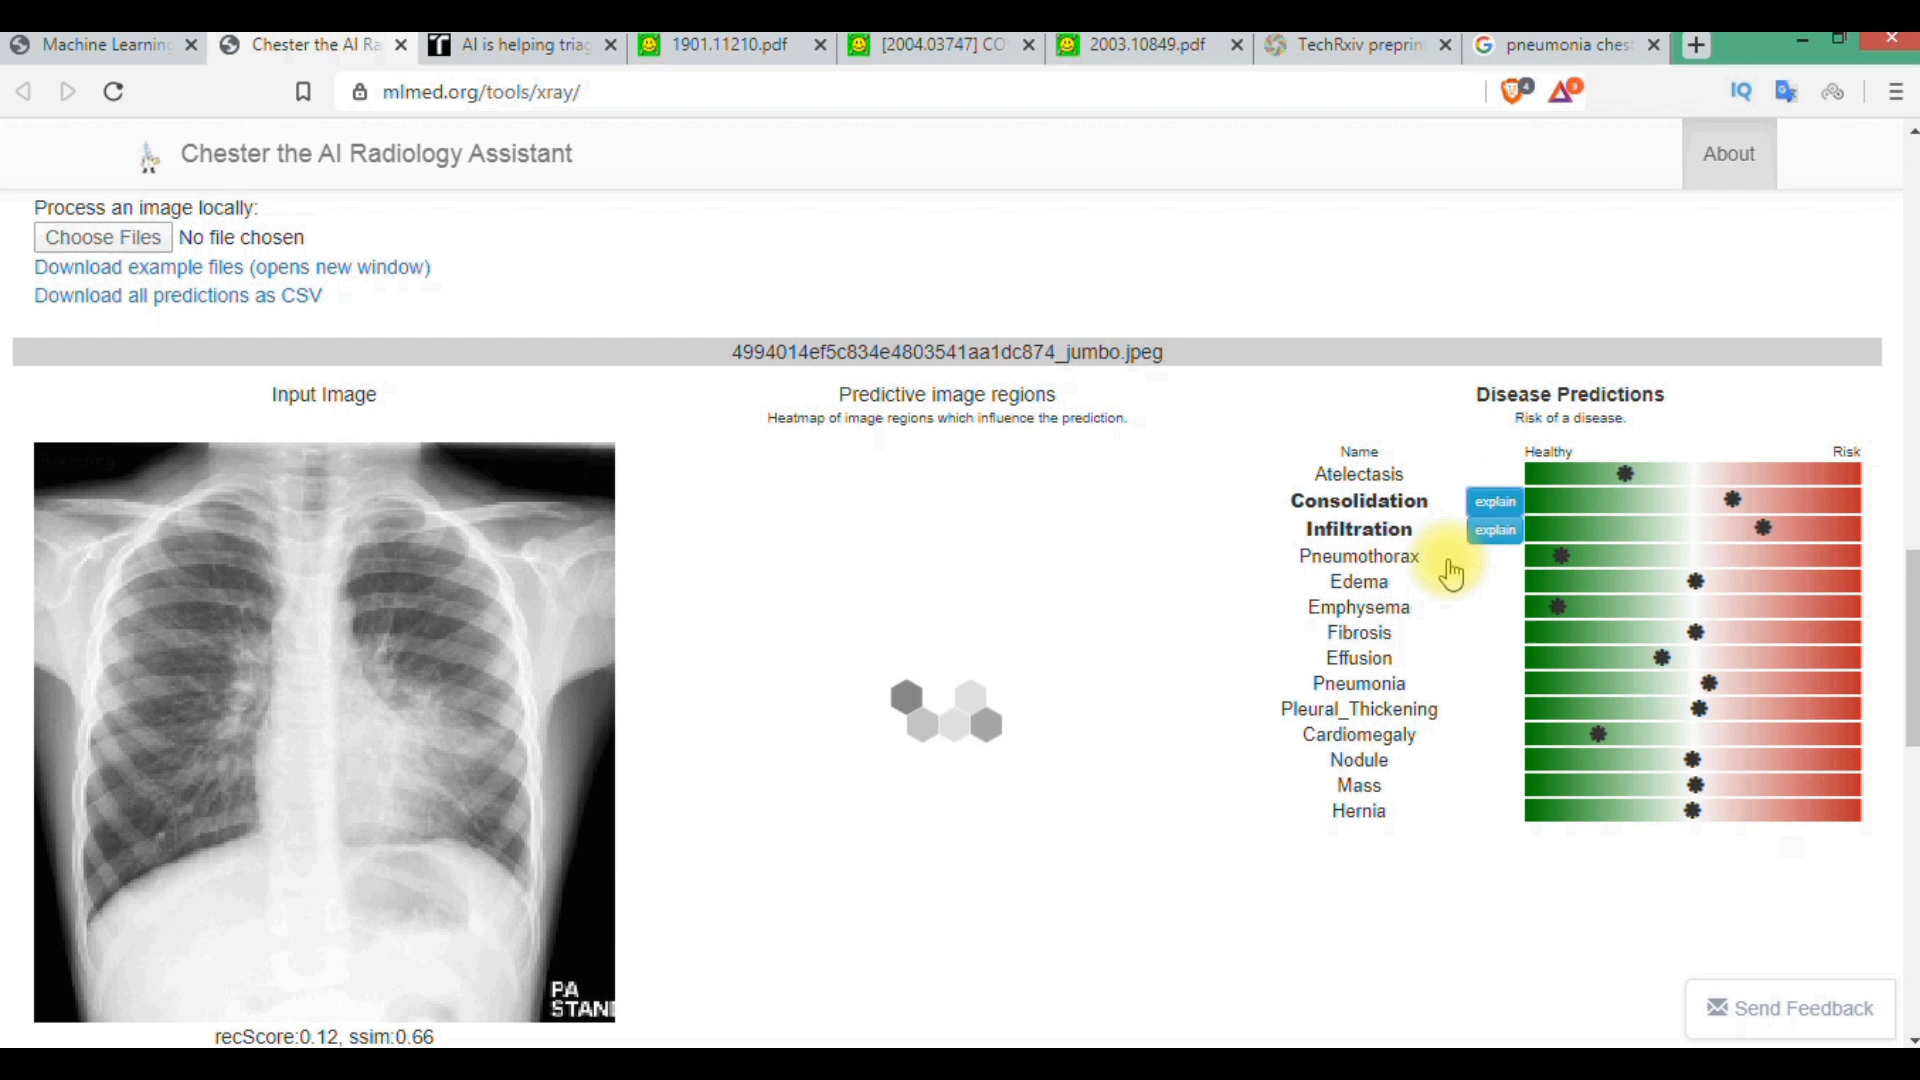 Machine Learning
Chester the AI Ra
AI is helping triag
1901.11210.pdf
[2004.03747] CO
2003.10849.pdf
TechRxiv preprin
pneumonia ches
mlmed.org/tools/xray/
4
IQ
Chester the AI Radiology Assistant
About
Process an image locally:
Choose Files No file chosen
Download example files (opens new window)
Download all predictions as CSV
4994014ef5c834e4803541aa1dc874_jumbo.jpeg
Input Image
Predictive image regions
Heatmap of image regions which influence the prediction.
Disease Predictions
Risk of a disease.
Name Healthy Risk
Atelectasis
Consolidation explain
Infiltration explain
Pneumothorax
Edema
Emphysema
Fibrosis
Effusion
Pneumonia
Pleural_Thickening
Cardiomegaly
Nodule
Mass
Hernia
PA
STAND
recScore:0.12, ssim:0.66
Send Feedback